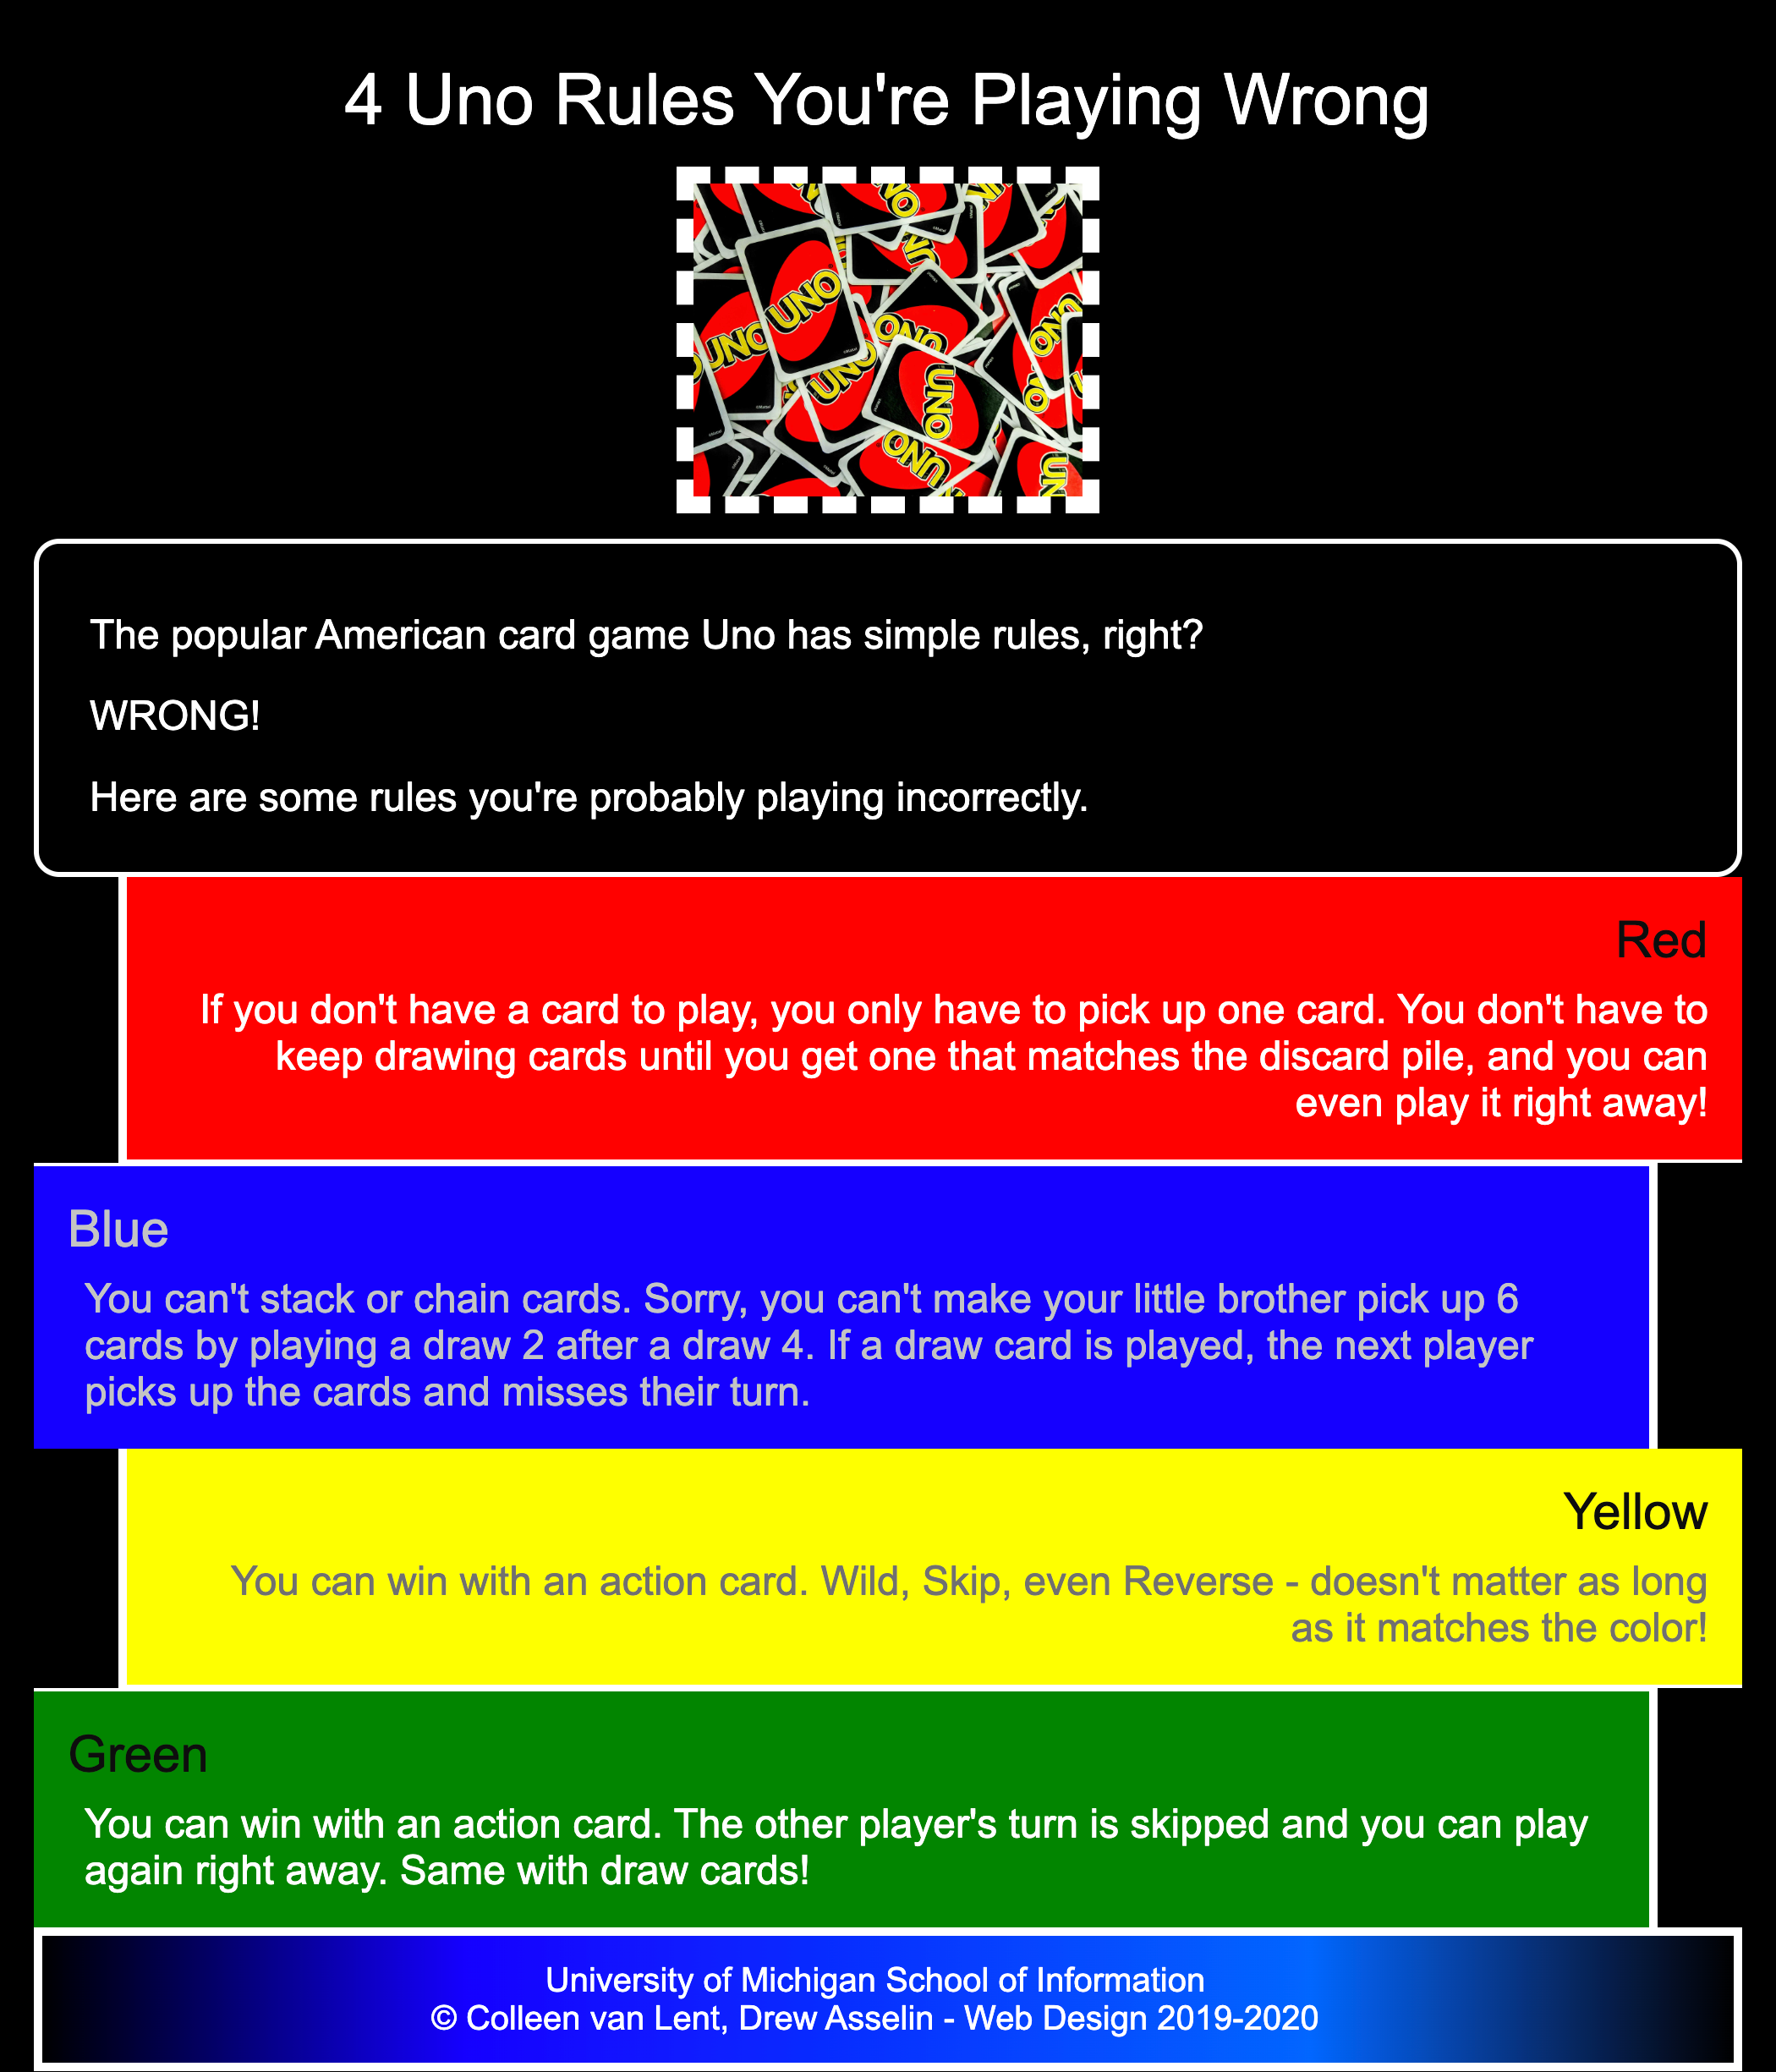 4 Uno Rules You're Playing Wrong
UNO
UNO
UNO
UNO
UNO
UNO
UNO
The popular American card game Uno has simple rules, right?
WRONG!
Here are some rules you're probably playing incorrectly.
Red
If you don't have a card to play, you only have to pick up one card. You don't have to
keep drawing cards until you get one that matches the discard pile, and you can
even play it right away!
Blue
You can't stack or chain cards. Sorry, you can't make your little brother pick up 6
cards by playing a draw 2 after a draw 4. If a draw card is played, the next player
picks up the cards and misses their turn.
Yellow
You can win with an action card. Wild, Skip, even Reverse - doesn't matter as long
as it matches the color!
Green
You can win with an action card. The other player's turn is skipped and you can play
again right away. Same with draw cards!
University of Michigan School of Information
© Colleen van Lent, Drew Asselin - Web Design 2019-2020